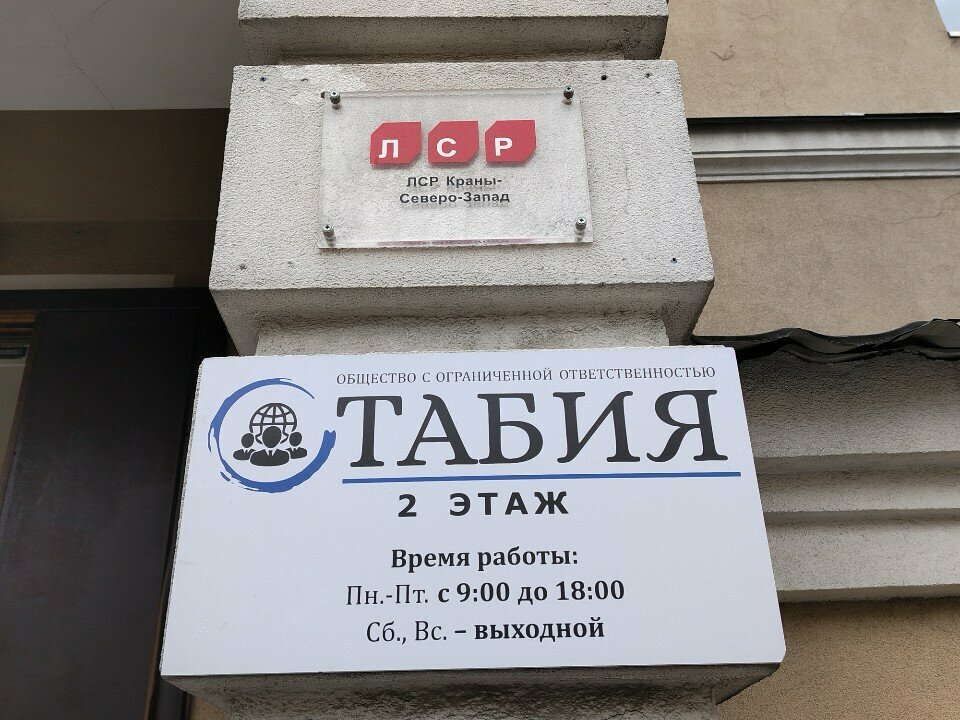 ЛСР
ЛСР Краны-
Северо-Запад
ОБЩЕСТВО С ОГРАНИЧЕННОЙ ОТВЕТСТВЕННОСТЬЮ
ТАБИЯ
2 ЭТАЖ
Время работы:
Пн.-Пт. с 9:00 до 18:00
Сб., Вс. – выходной